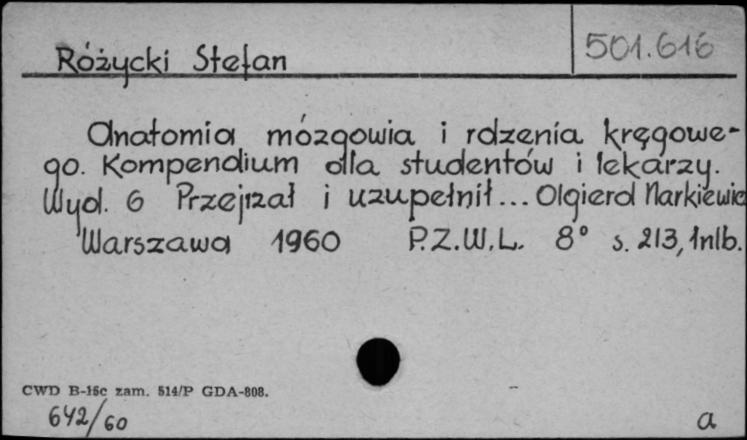 Różycki Stefan
501.616
Anatomia mózgowia i rdzenia kręgowe-
go. Kompendium dla studentów i lekarzy.
Wyd. 6 Przejrzał i uzupełnił... Olgierd Narkiewicz
Warszawa 1960 P.Z.W.L. 8° s. 213, 1nlb.
CWD B-15c zam. 514/P GDA-808.
642/60
a